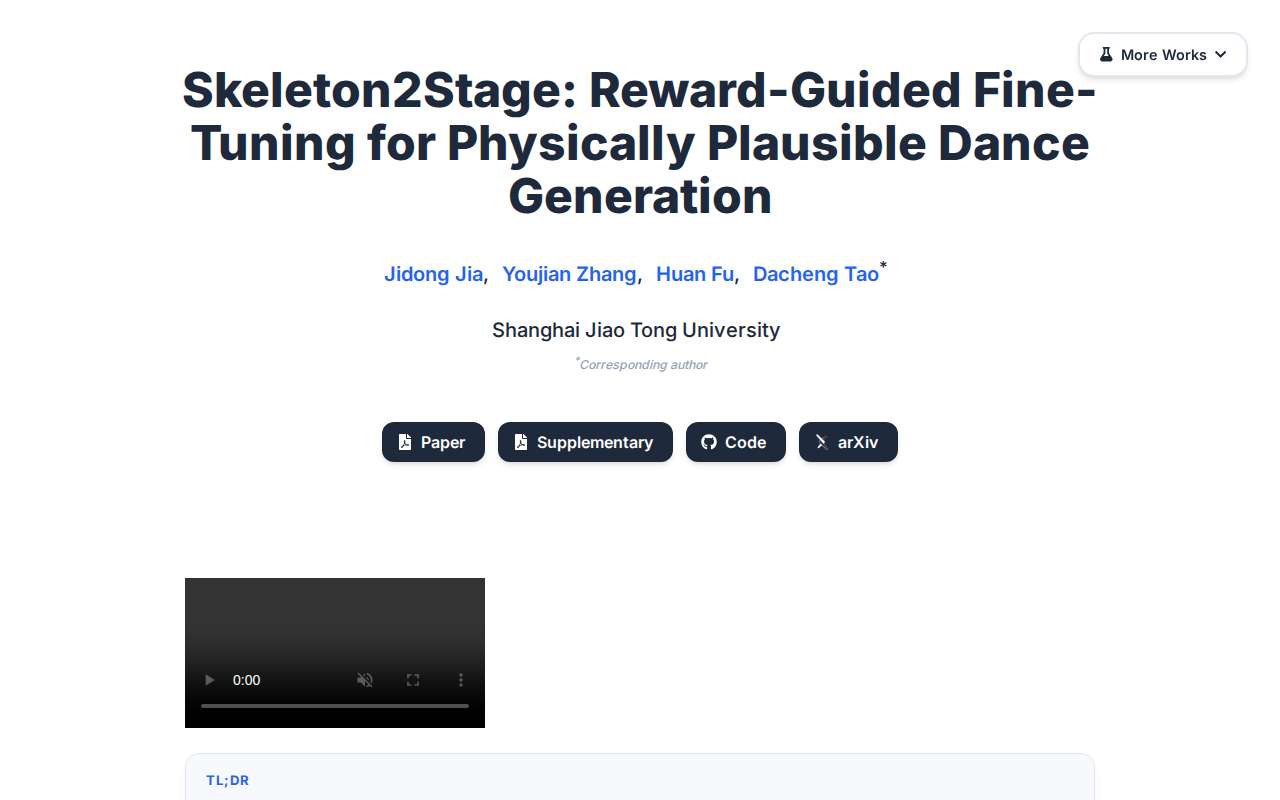 More Works
Skeleton2Stage: Reward-Guided Fine-
Tuning for Physically Plausible Dance
Generation
Jidong Jia, Youjian Zhang, Huan Fu, Dacheng Tao*
Shanghai Jiao Tong University
*Corresponding author
Paper Supplementary Code arXiv
0:00
TL;DR